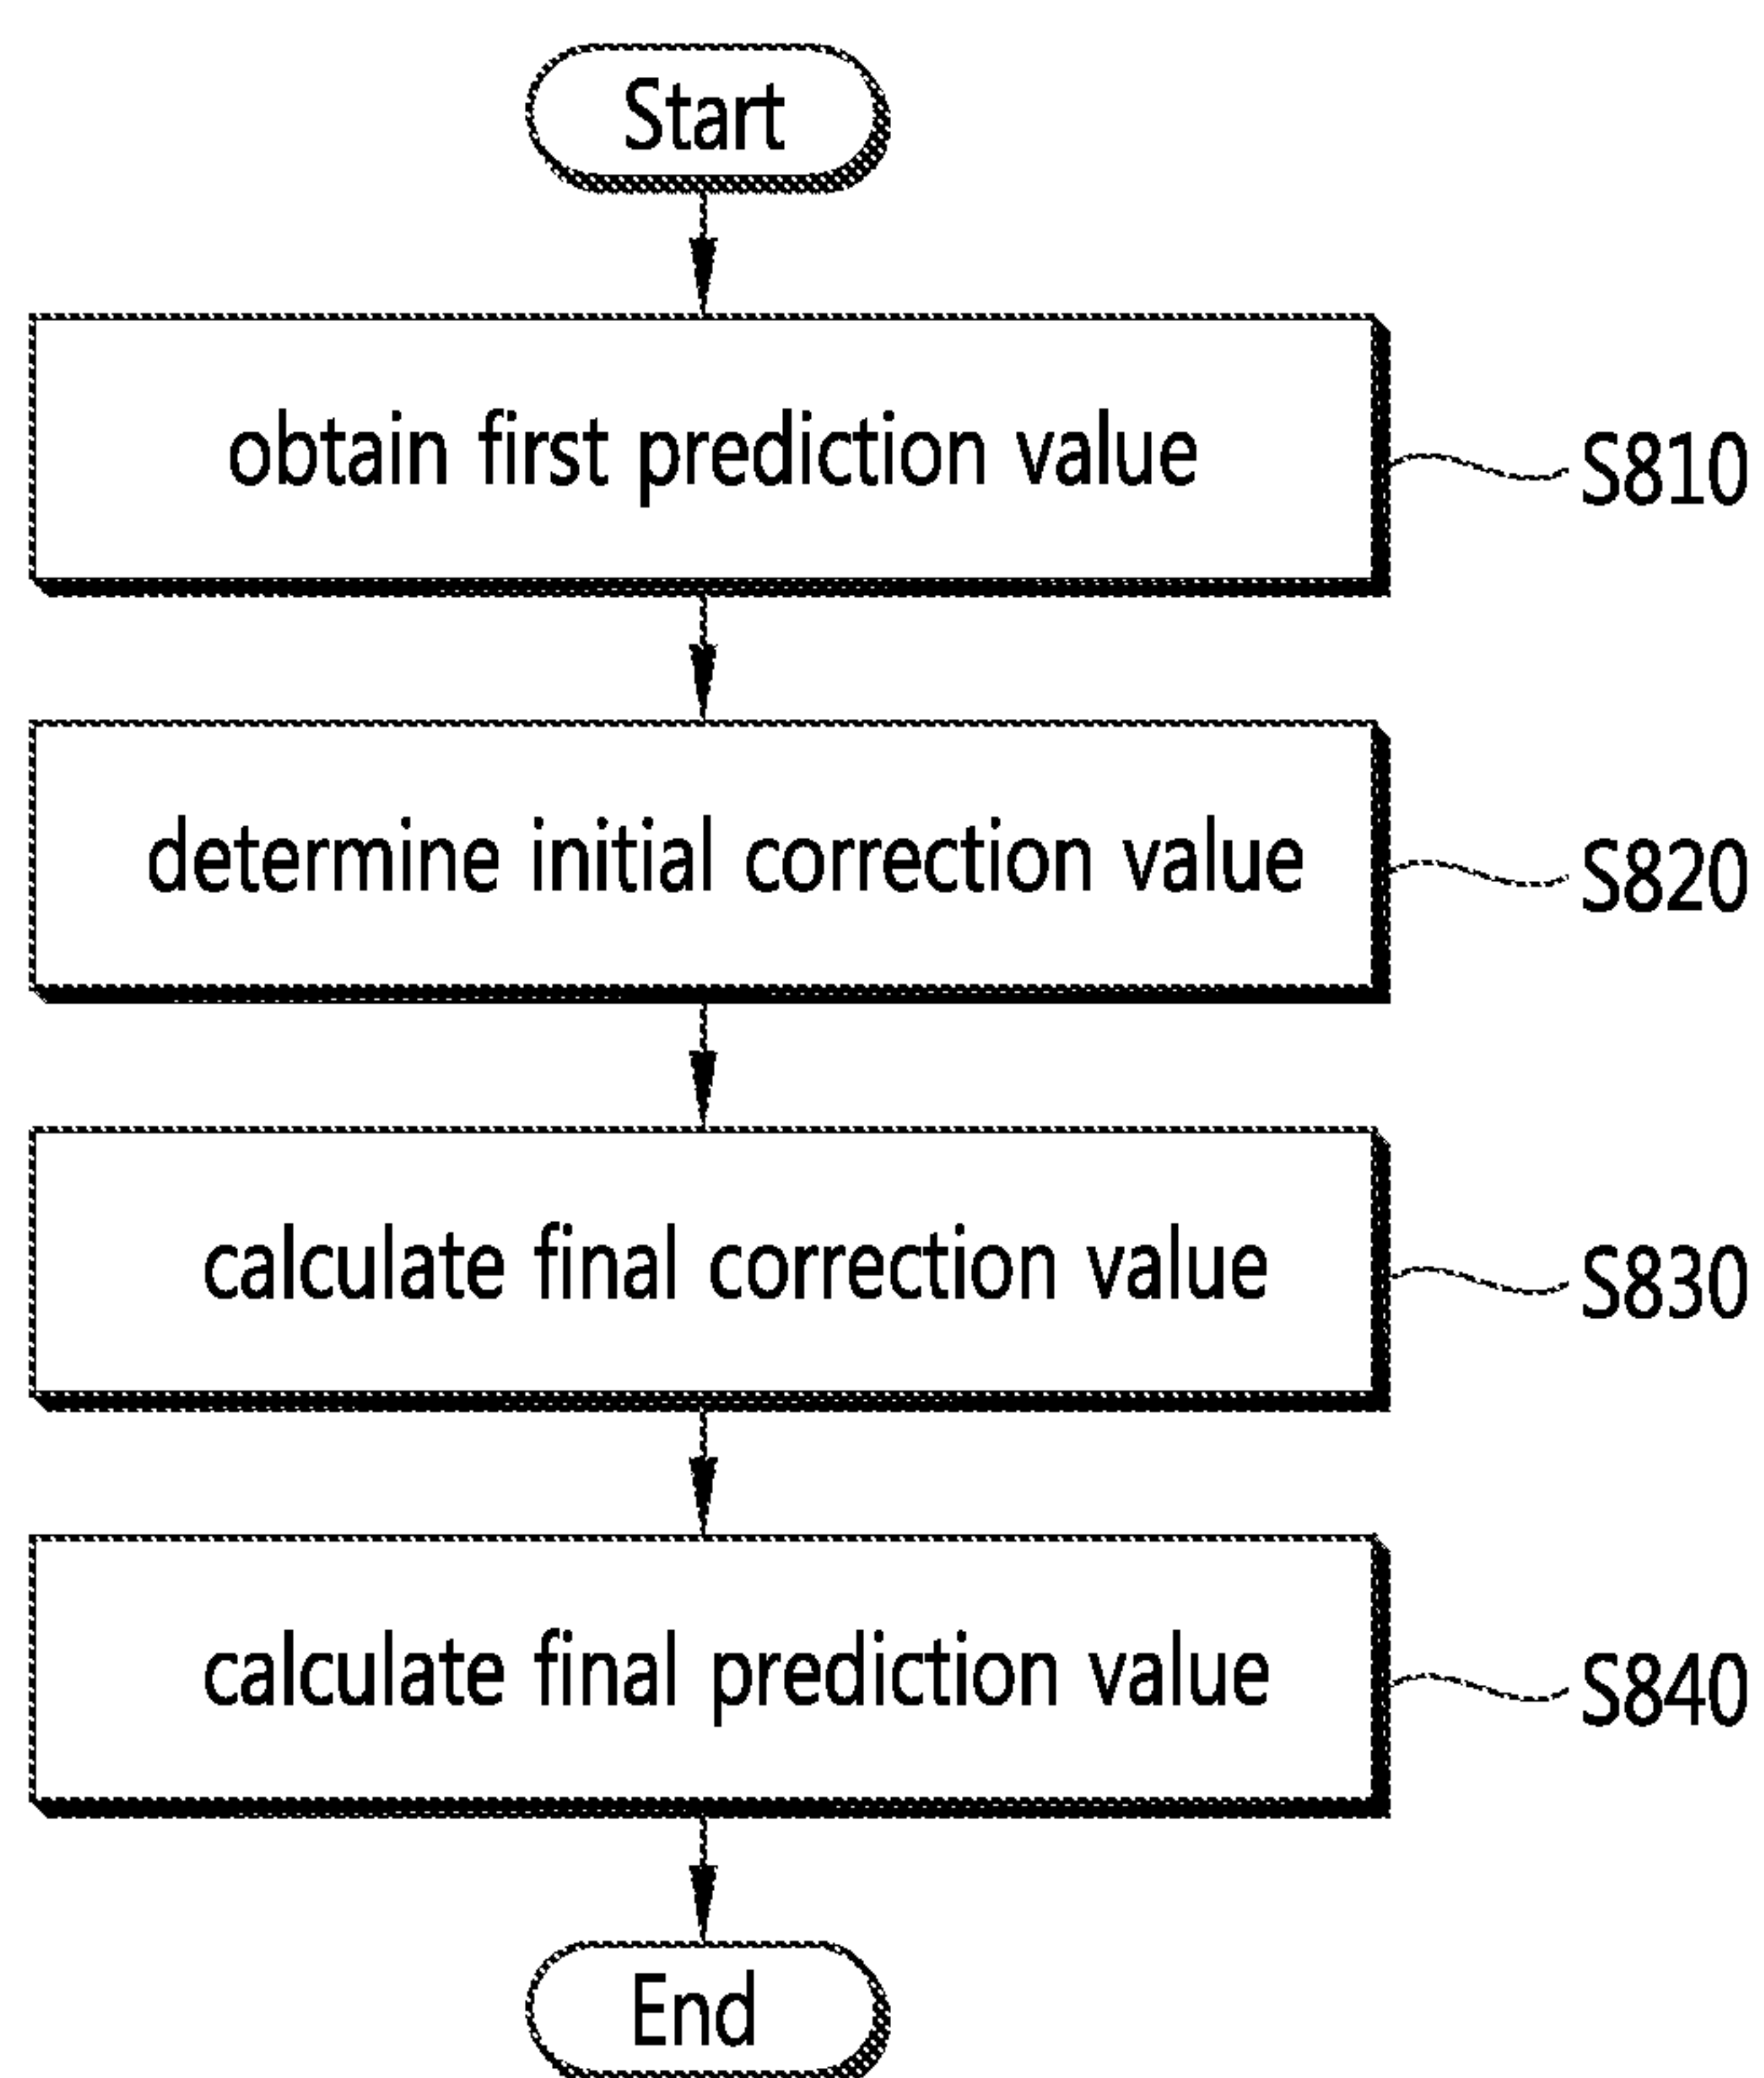 Start
obtain first prediction value
S810
determine initial correction value
S820
calculate final correction value
S830
calculate final prediction value
S840
End